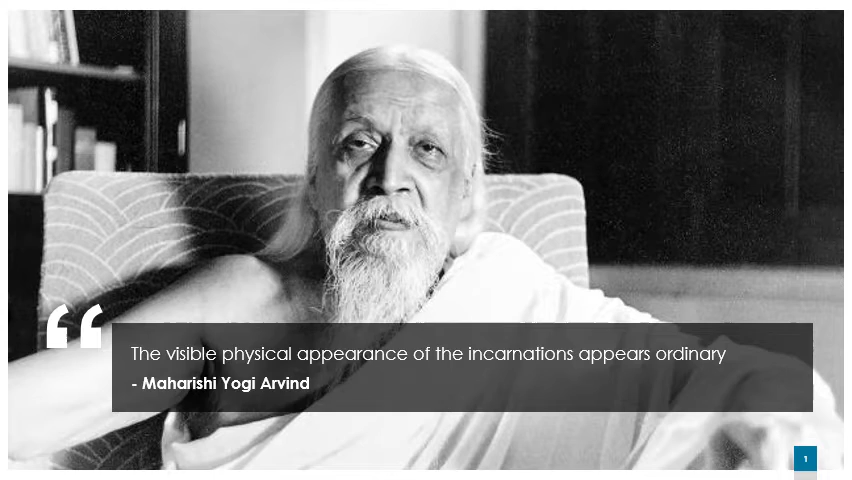 “
The visible physical appearance of the incarnations appears ordinary
- Maharishi Yogi Arvind
1